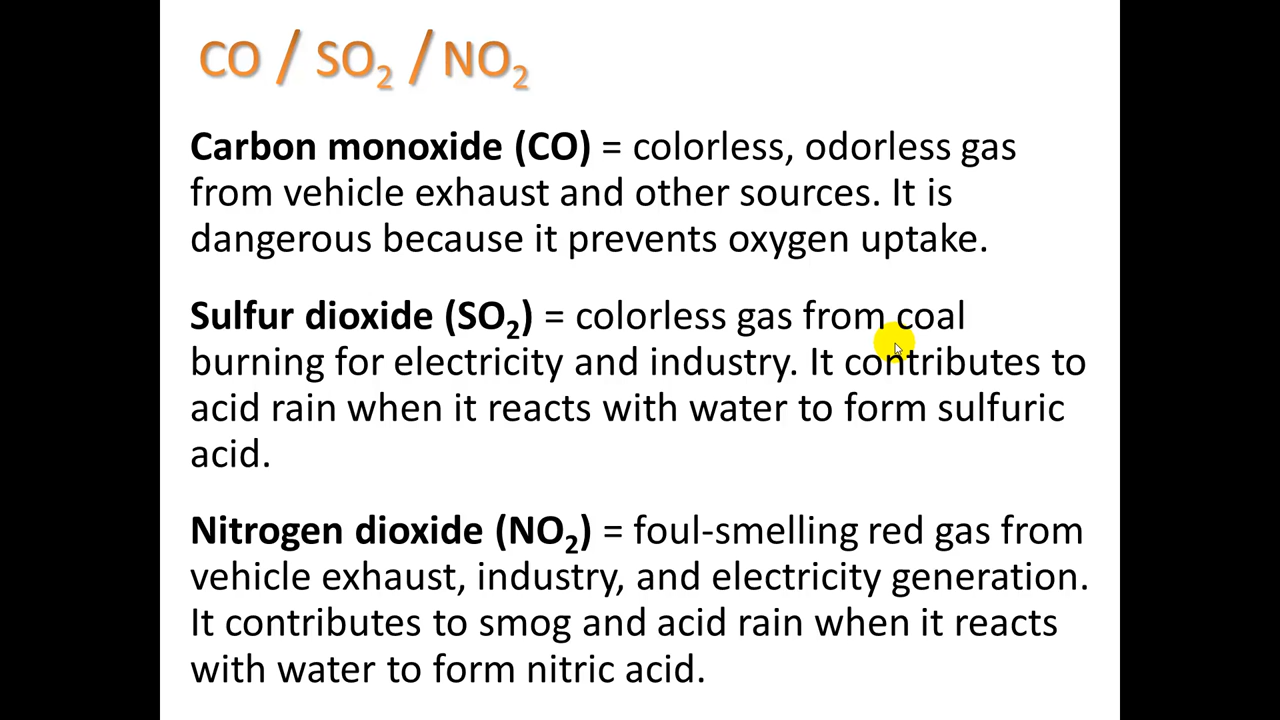 CO / SO₂ / NO₂
Carbon monoxide (CO) = colorless, odorless gas
from vehicle exhaust and other sources. It is
dangerous because it prevents oxygen uptake.
Sulfur dioxide (SO₂) = colorless gas from coal
burning for electricity and industry. It contributes to
acid rain when it reacts with water to form sulfuric
acid.
Nitrogen dioxide (NO₂) = foul-smelling red gas from
vehicle exhaust, industry, and electricity generation.
It contributes to smog and acid rain when it reacts
with water to form nitric acid.